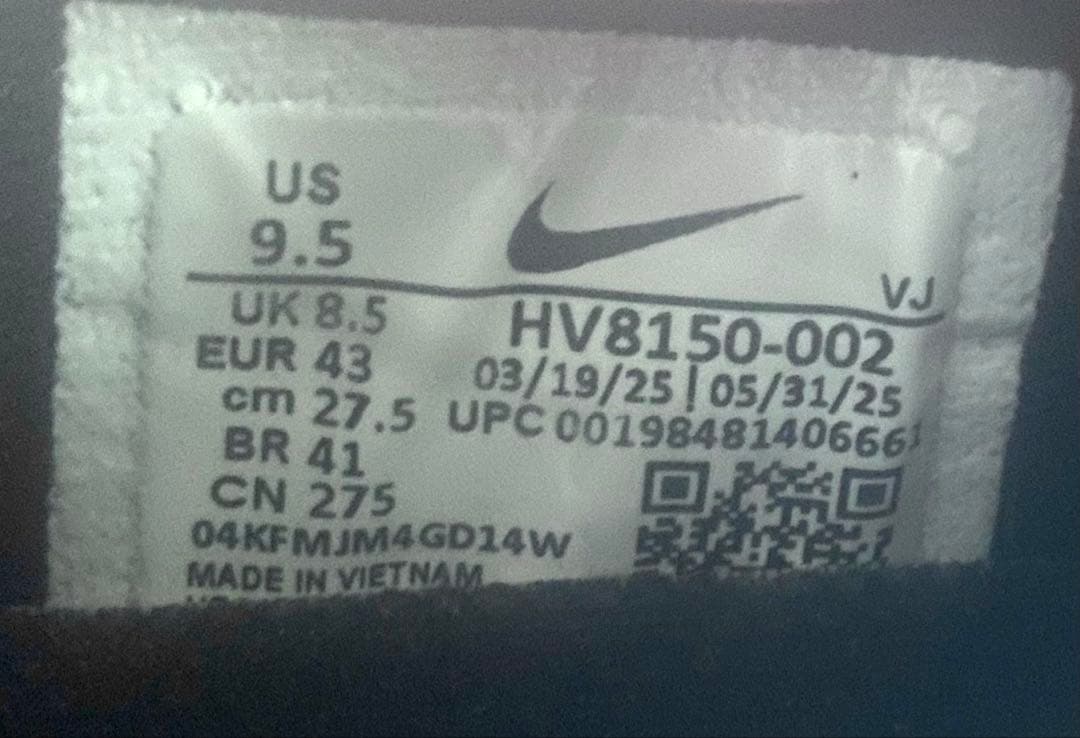 US
9.5
VJ
UK 8.5
HV8150-002
EUR 43
03/19/25 | 05/31/25
cm 27.5
UPC 00198481406661
BR 41
CN 275
04KFMJM4GD14W
MADE IN VIETNAM